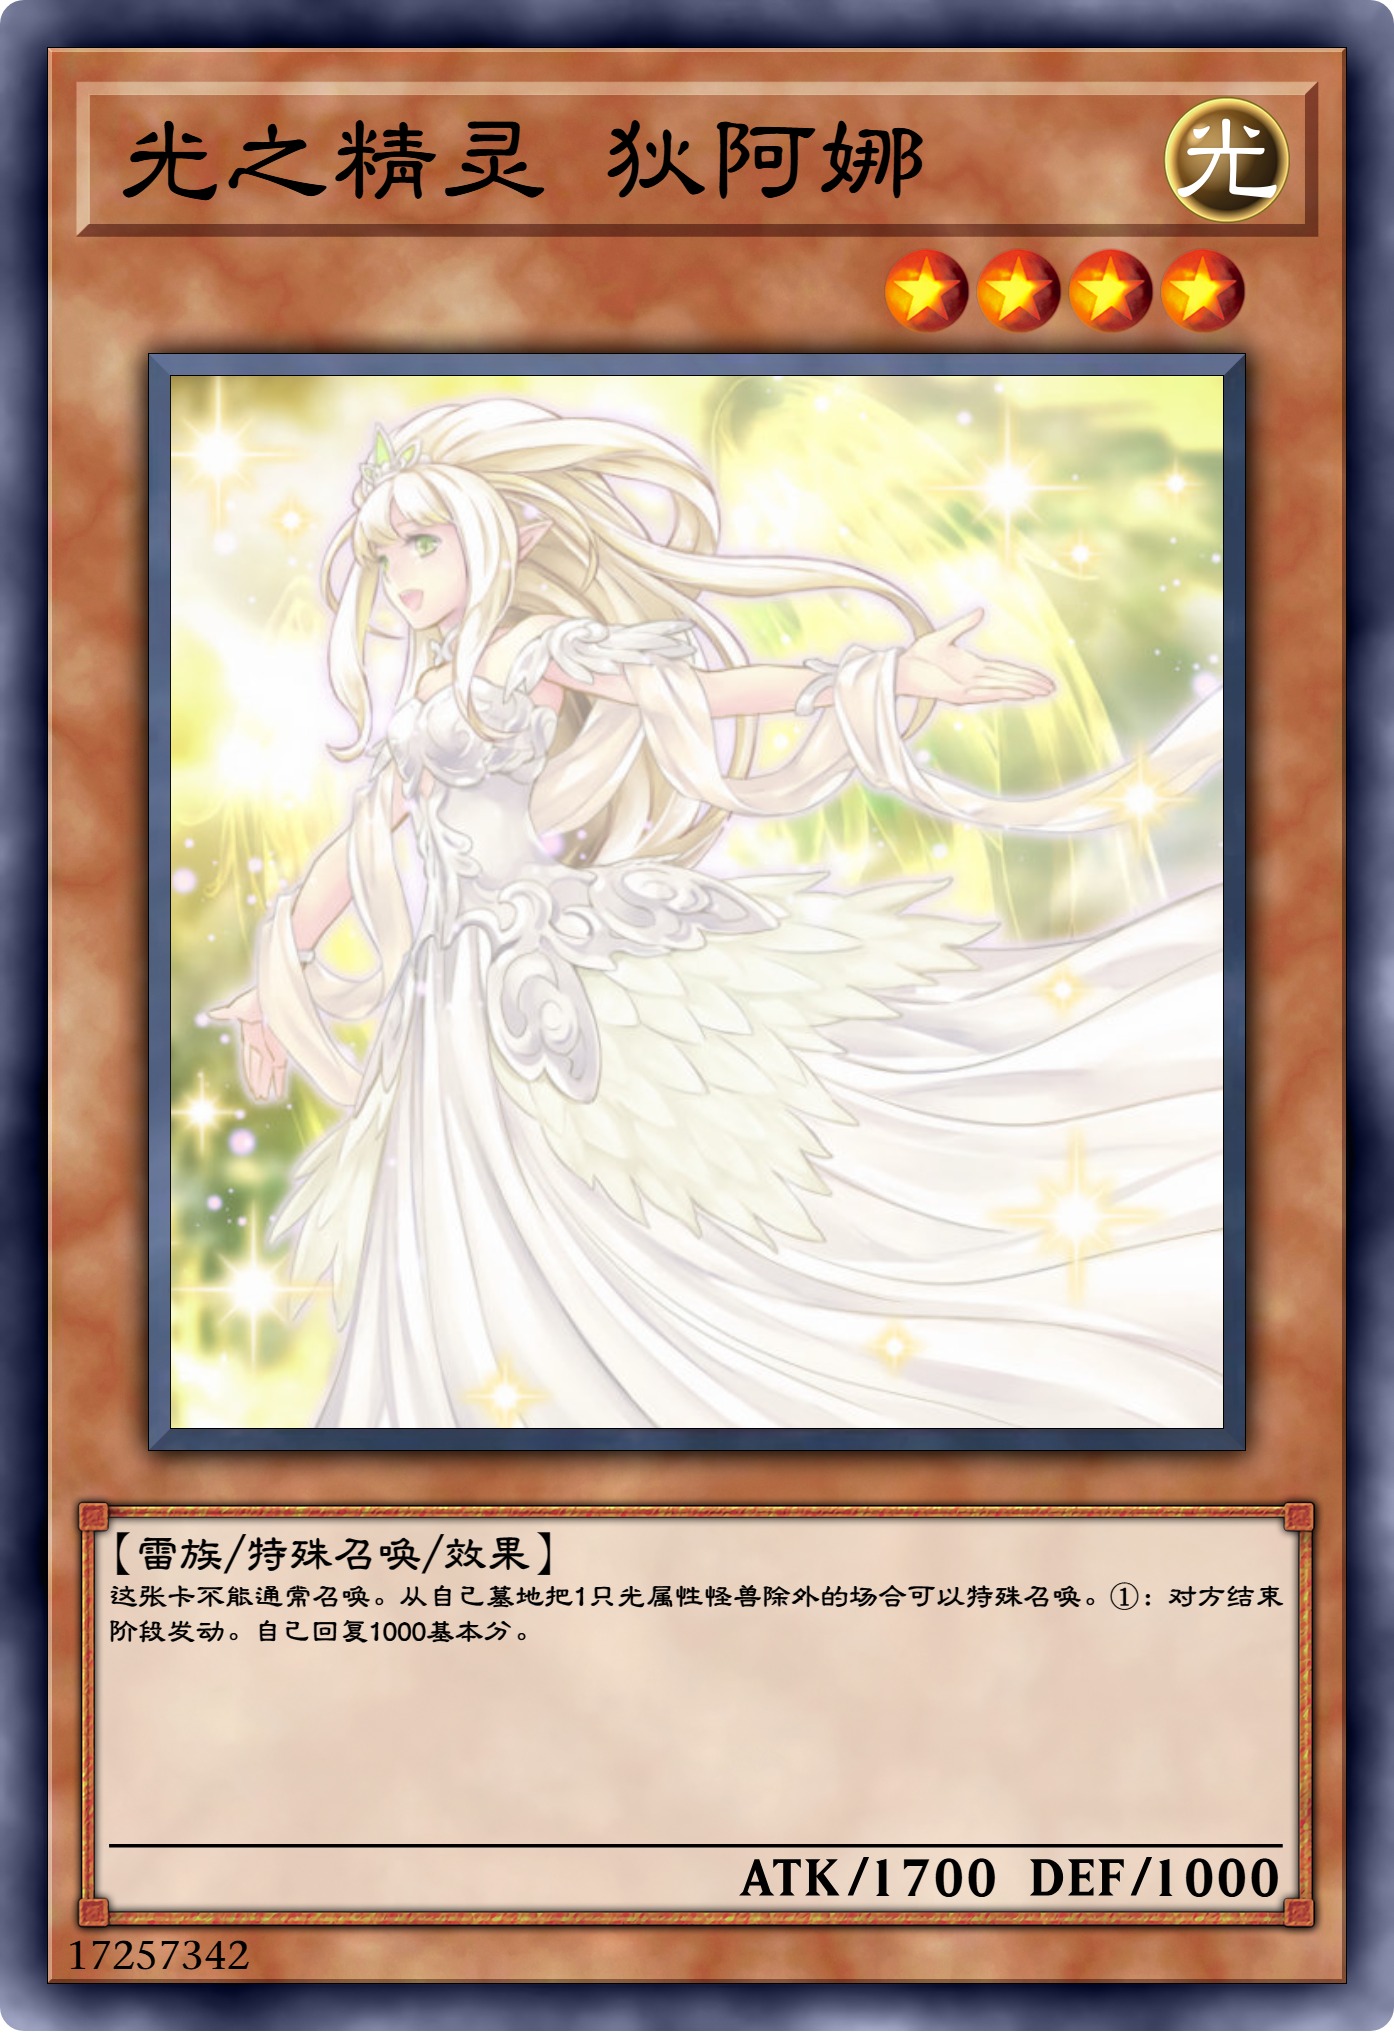 光之精灵 狄阿娜
光
【雷族/特殊召唤/效果】
这张卡不能通常召唤。从自己墓地把1只光属性怪兽除外的场合可以特殊召唤。①：对方结束
阶段发动。自己回复1000基本分。
ATK/1700 DEF/1000
17257342